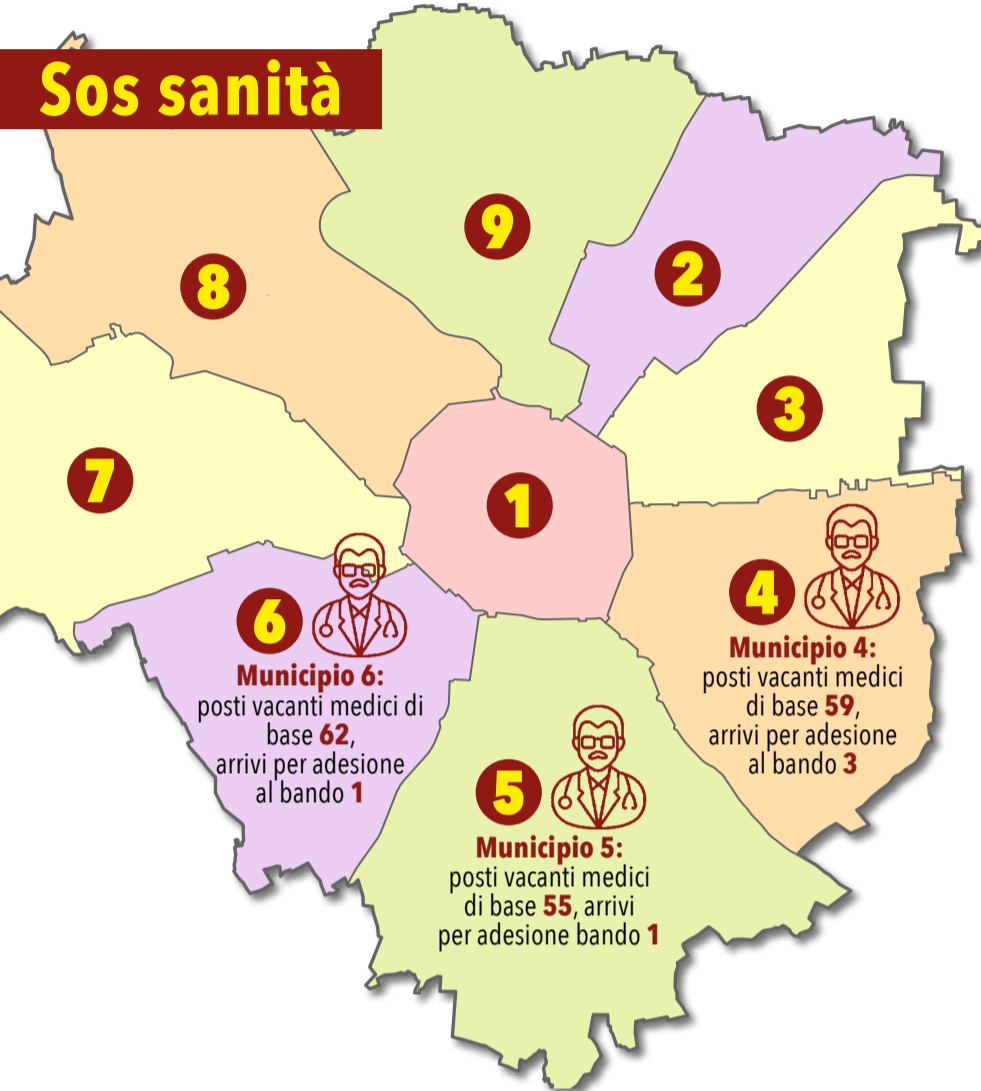 Sos sanità
9
2
8
3
7
1
4
Municipio 4:
posti vacanti medici
di base 59,
arrivi per adesione
al bando 3
6
Municipio 6:
posti vacanti medici di
base 62,
arrivi per adesione
al bando 1
5
Municipio 5:
posti vacanti medici
di base 55, arrivi
per adesione bando 1